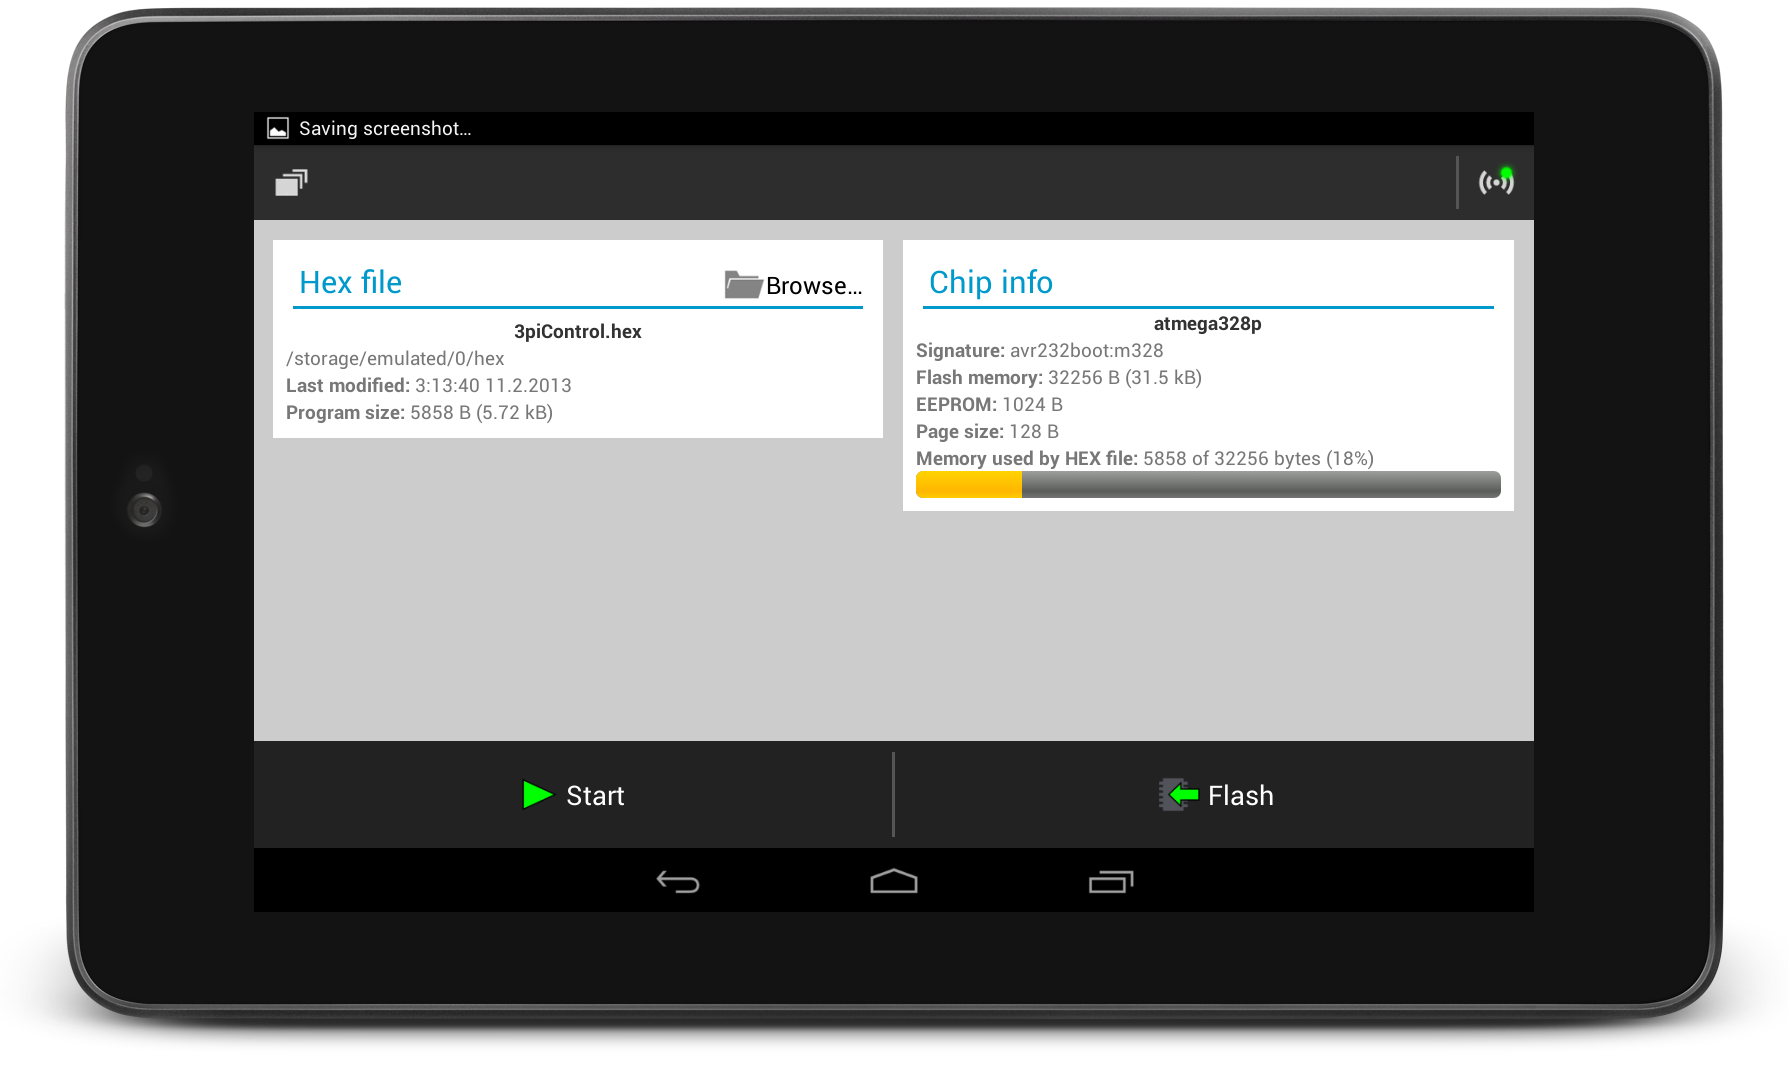 Saving screenshot...
Hex file
Browse...
3piControl.hex
/storage/emulated/0/hex
Last modified: 3:13:40 11.2.2013
Program size: 5858 B (5.72 kB)
Chip info
atmega328p
Signature: avr232boot:m328
Flash memory: 32256 B (31.5 kB)
EEPROM: 1024 B
Page size: 128 B
Memory used by HEX file: 5858 of 32256 bytes (18%)
Start
Flash